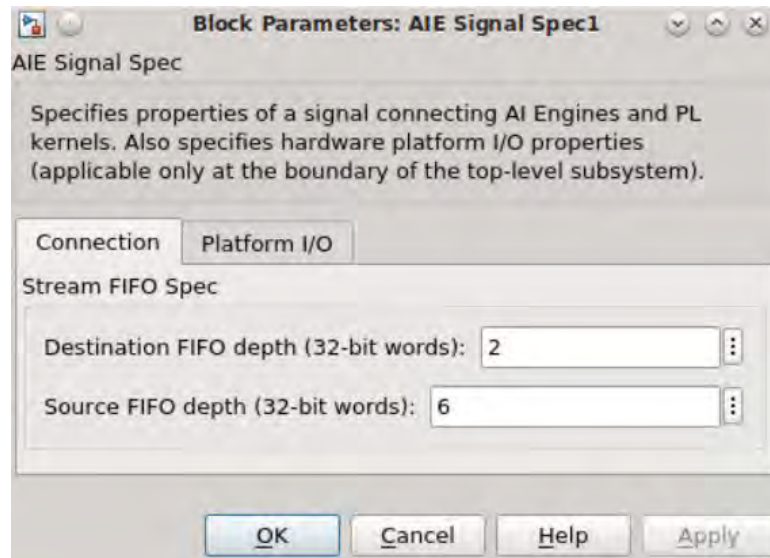 Block Parameters: AIE Signal Spec1
AIE Signal Spec
Specifies properties of a signal connecting AI Engines and PL
kernels. Also specifies hardware platform I/O properties
(applicable only at the boundary of the top-level subsystem).
Connection Platform I/O
Stream FIFO Spec
Destination FIFO depth (32-bit words): 2
Source FIFO depth (32-bit words): 6
OK Cancel Help Apply